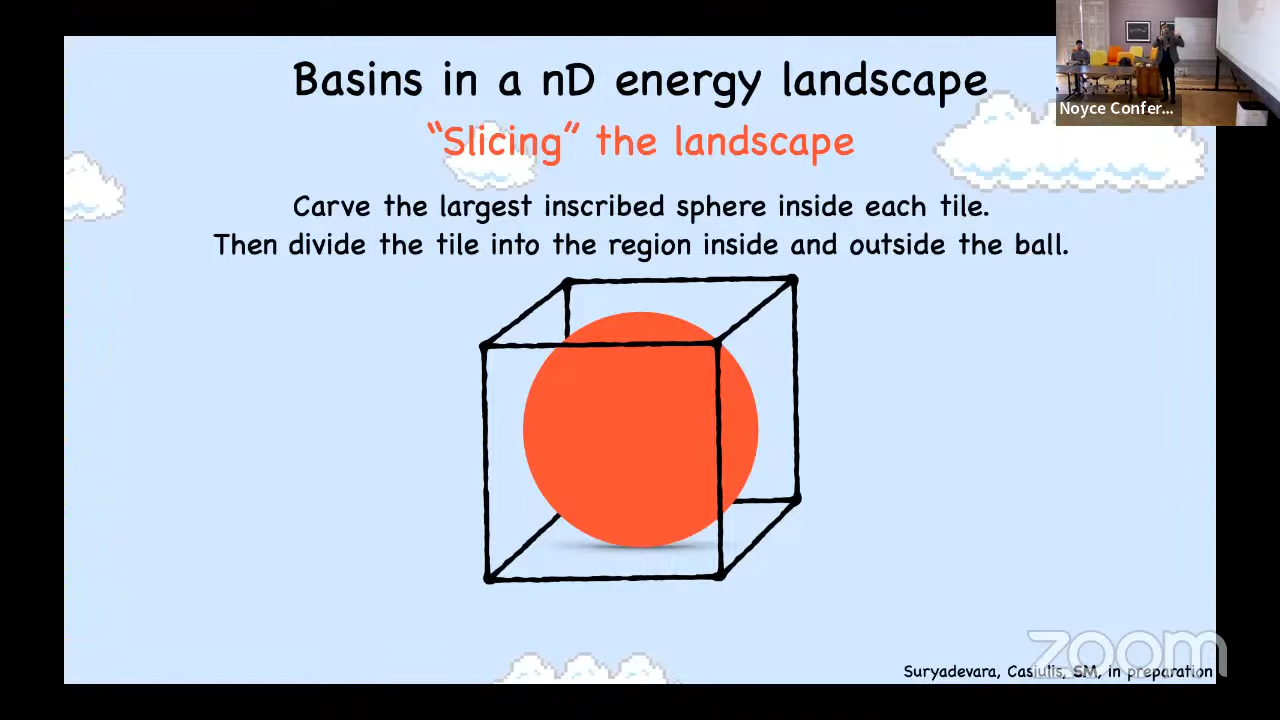 Basins in a nD energy landscape
“Slicing” the landscape
Carve the largest inscribed sphere inside each tile.
Then divide the tile into the region inside and outside the ball.
Noyce Confer...
zoom
Suryadevara, Casiulis, SM, in preparation